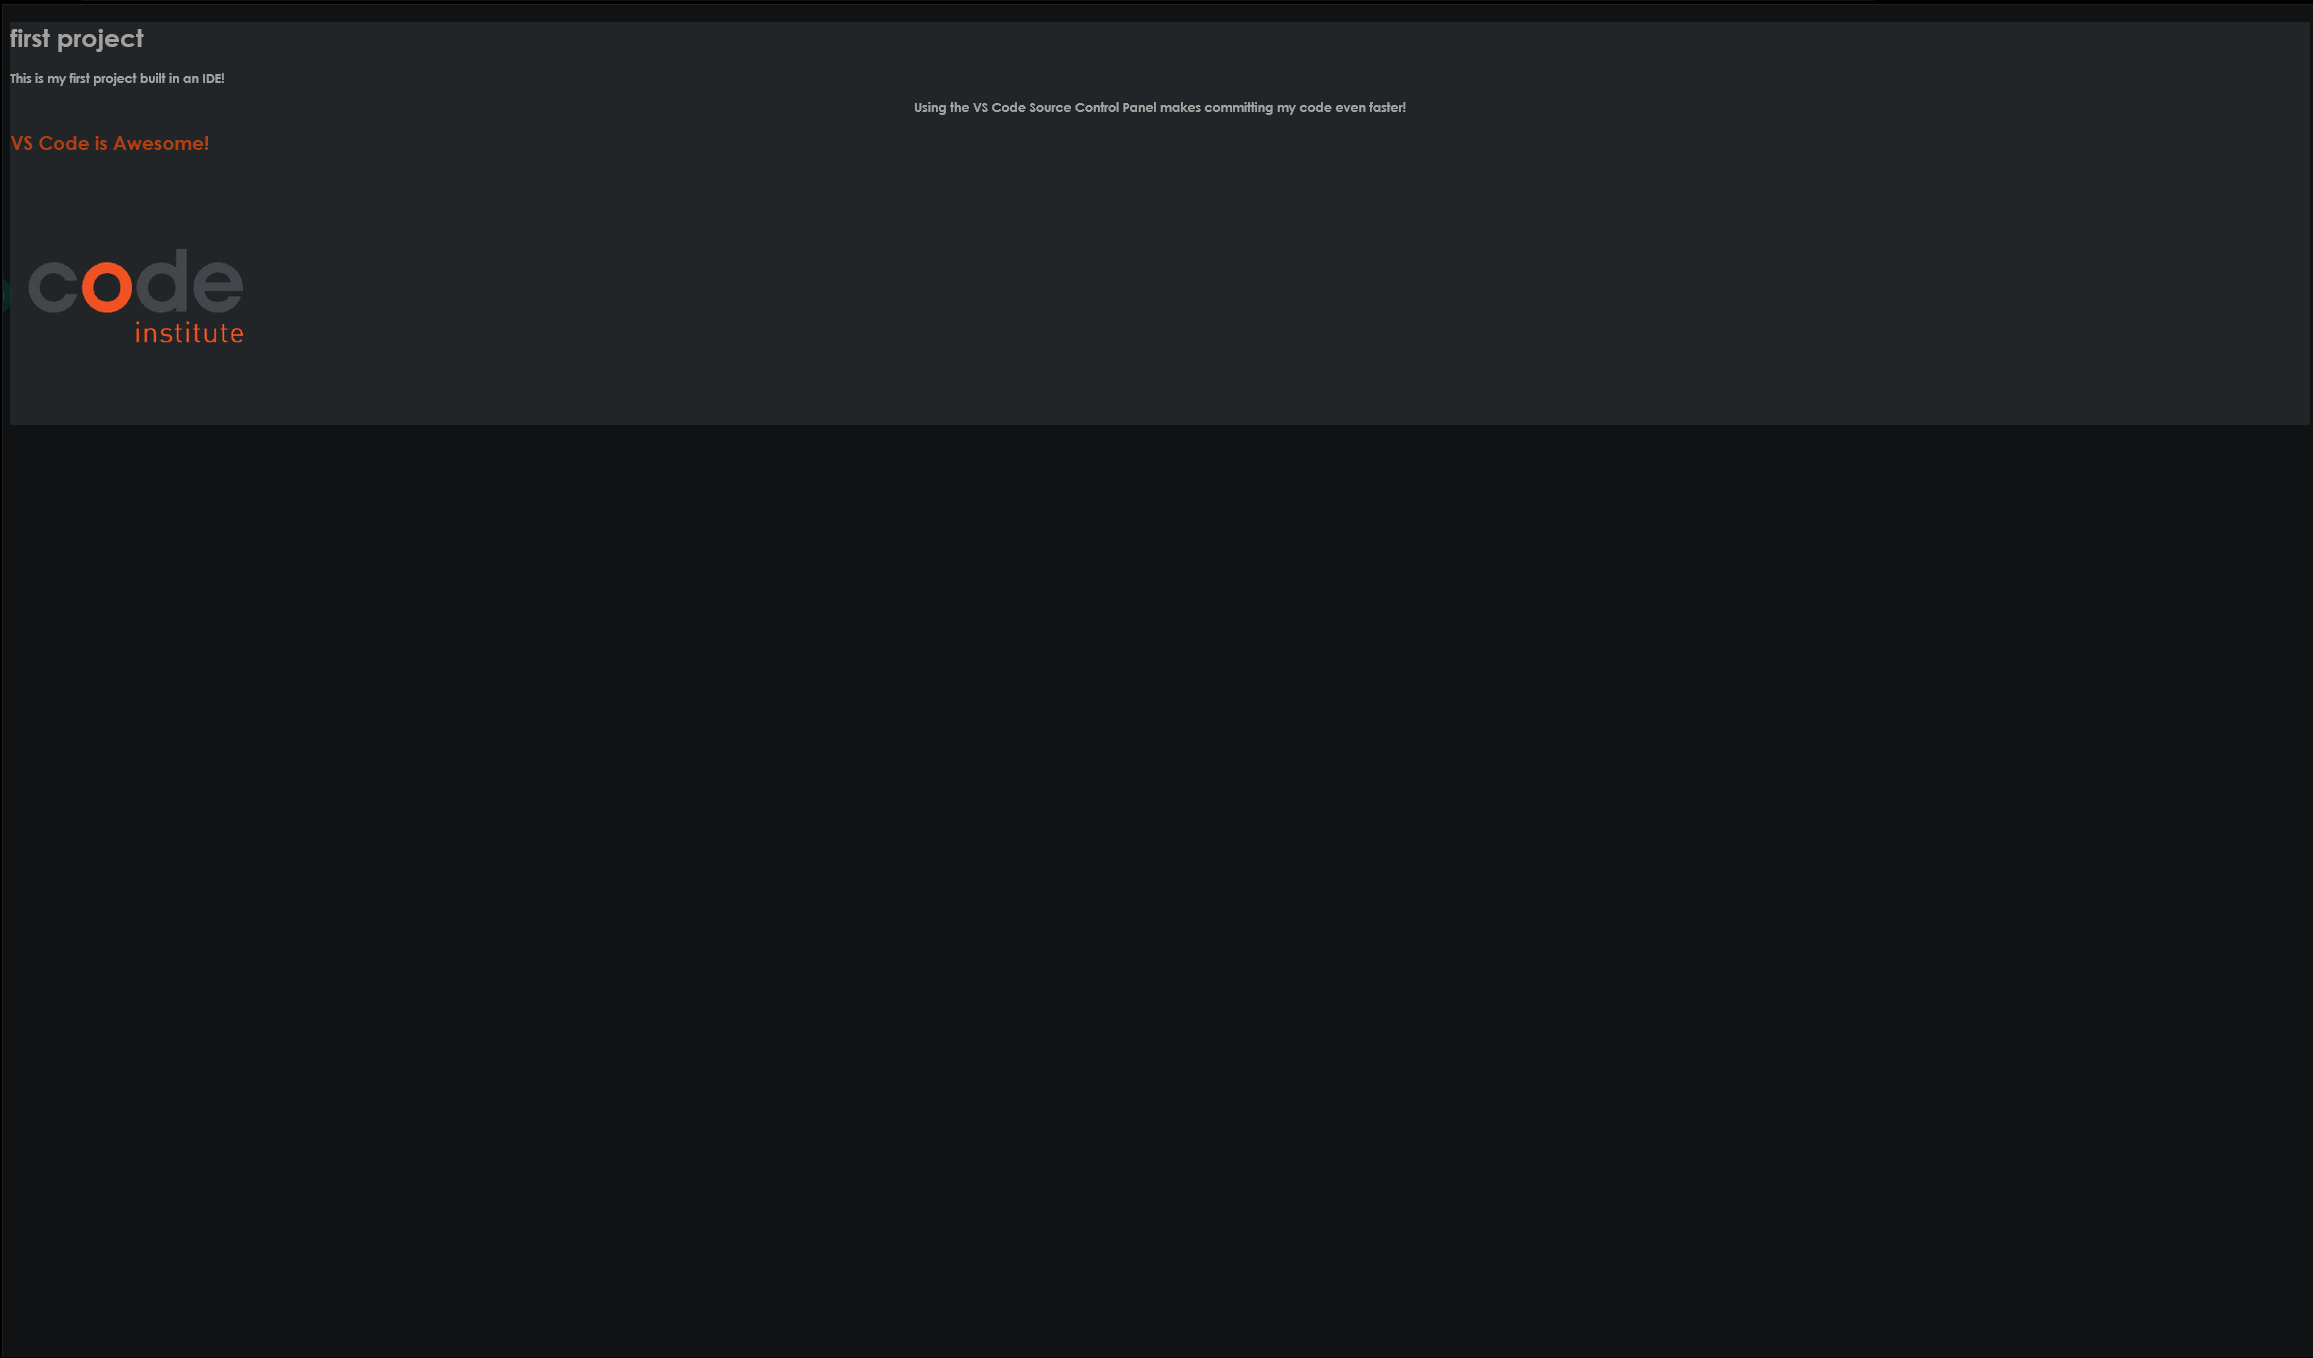 first project
This is my first project built in an IDE!
Using the VS Code Source Control Panel makes committing my code even faster!
VS Code is Awesome!
code
institute